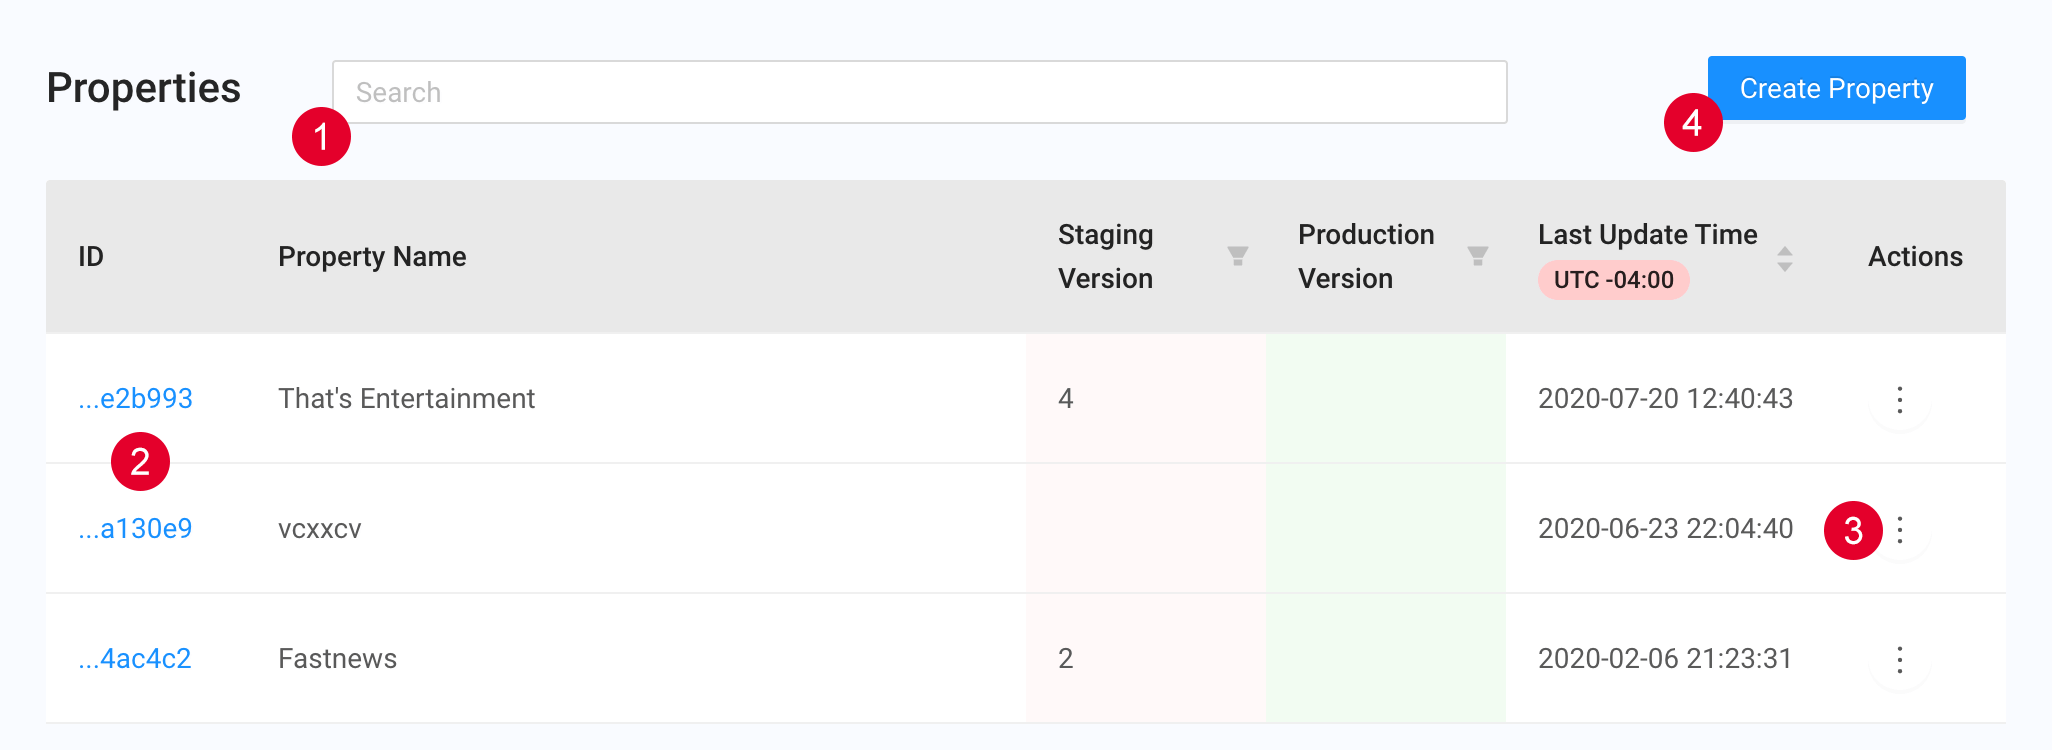 Properties
Search
Create Property
1
4
ID
Property Name
Staging
Version
Production
Version
Last Update Time
UTC -04:00
Actions
...e2b993
That's Entertainment
4
2020-07-20 12:40:43
2
...a130e9
vcxxcv
2020-06-23 22:04:40
3
...4ac4c2
Fastnews
2
2020-02-06 21:23:31